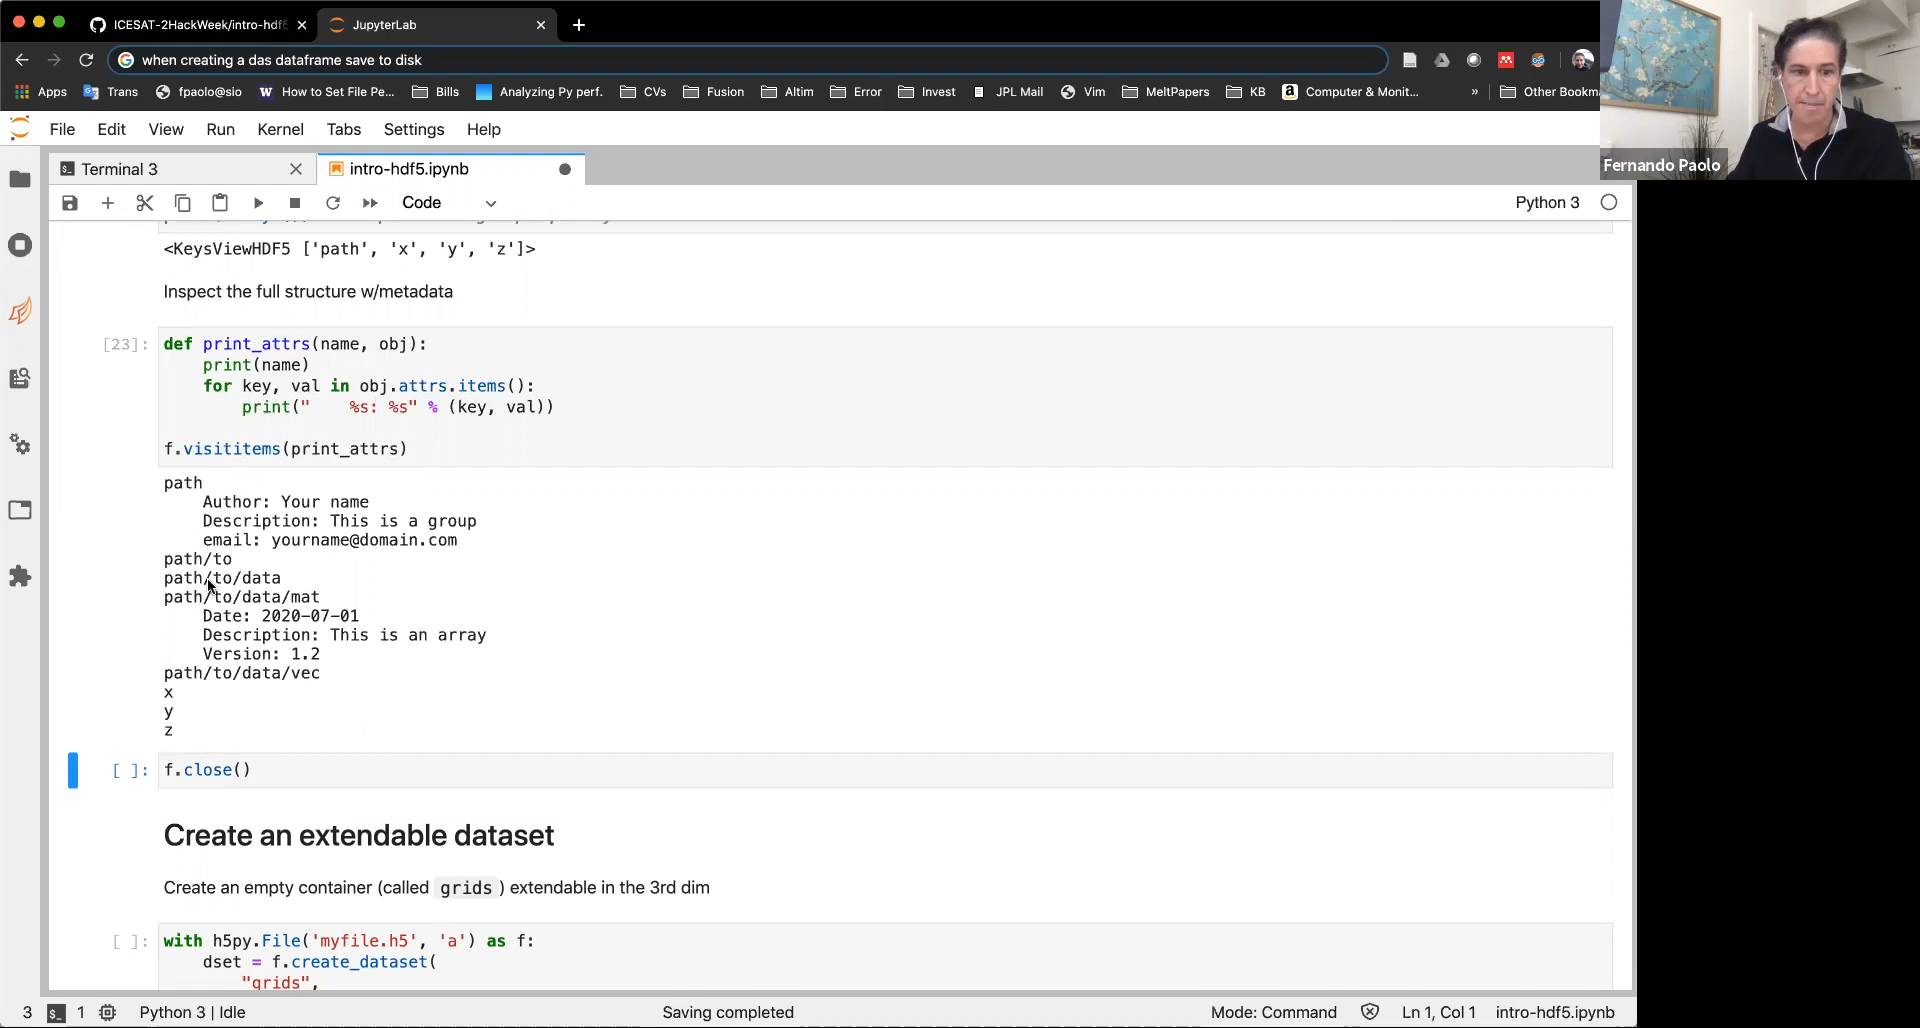 ICESAT-2HackWeek/intro-hdf5
JupyterLab
when creating a das dataframe save to disk
Apps
Trans
fpaolo@sio
How to Set File Pe...
Bills
Analyzing Py perf.
CVs
Fusion
Altim
Error
Invest
JPL Mail
Vim
MeltPapers
KB
Computer & Monit...
»
Other Bookma
File Edit View Run Kernel Tabs Settings Help
Fernando Paolo
Terminal 3
intro-hdf5.ipynb
Code
Python 3
<KeysViewHDF5 ['path', 'x', 'y', 'z']>
Inspect the full structure w/metadata
[23]:
def print_attrs(name, obj):
    print(name)
    for key, val in obj.attrs.items():
        print("    %s: %s" % (key, val))
f.visititems(print_attrs)
path
    Author: Your name
    Description: This is a group
    email: yourname@domain.com
path/to
path/to/data
path/to/data/mat
    Date: 2020-07-01
    Description: This is an array
    Version: 1.2
path/to/data/vec
x
y
z
[ ]: f.close()
Create an extendable dataset
Create an empty container (called grids ) extendable in the 3rd dim
[ ]: with h5py.File('myfile.h5', 'a') as f:
    dset = f.create_dataset(
        "grids",
3 1 Python 3 | Idle Saving completed Mode: Command Ln 1, Col 1 intro-hdf5.ipynb